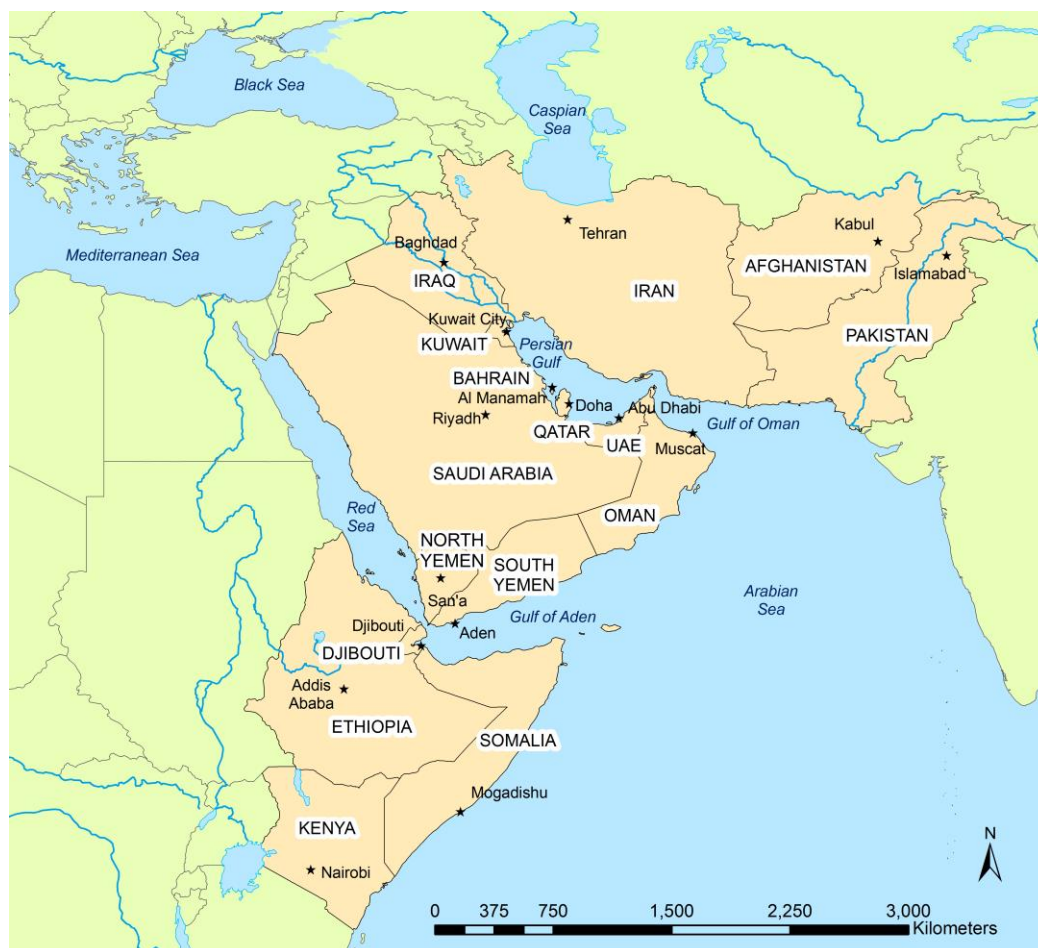 Black Sea
Caspian
Sea
Mediterranean Sea
Tehran
Kabul
Baghdad
Islamabad
AFGHANISTAN
IRAQ
IRAN
Kuwait City
KUWAIT
Persian
Gulf
PAKISTAN
BAHRAIN
Al Manamah
Doha
Abu Dhabi
Riyadh
Gulf of Oman
QATAR
UAE
Muscat
SAUDI ARABIA
Red
Sea
OMAN
NORTH
YEMEN
SOUTH
YEMEN
San'a
Arabian
Sea
Gulf of Aden
Djibouti
Aden
DJIBOUTI
Addis
Ababa
ETHIOPIA
SOMALIA
Mogadishu
KENYA
Nairobi
N
0 375 750 1,500 2,250 3,000
Kilometers